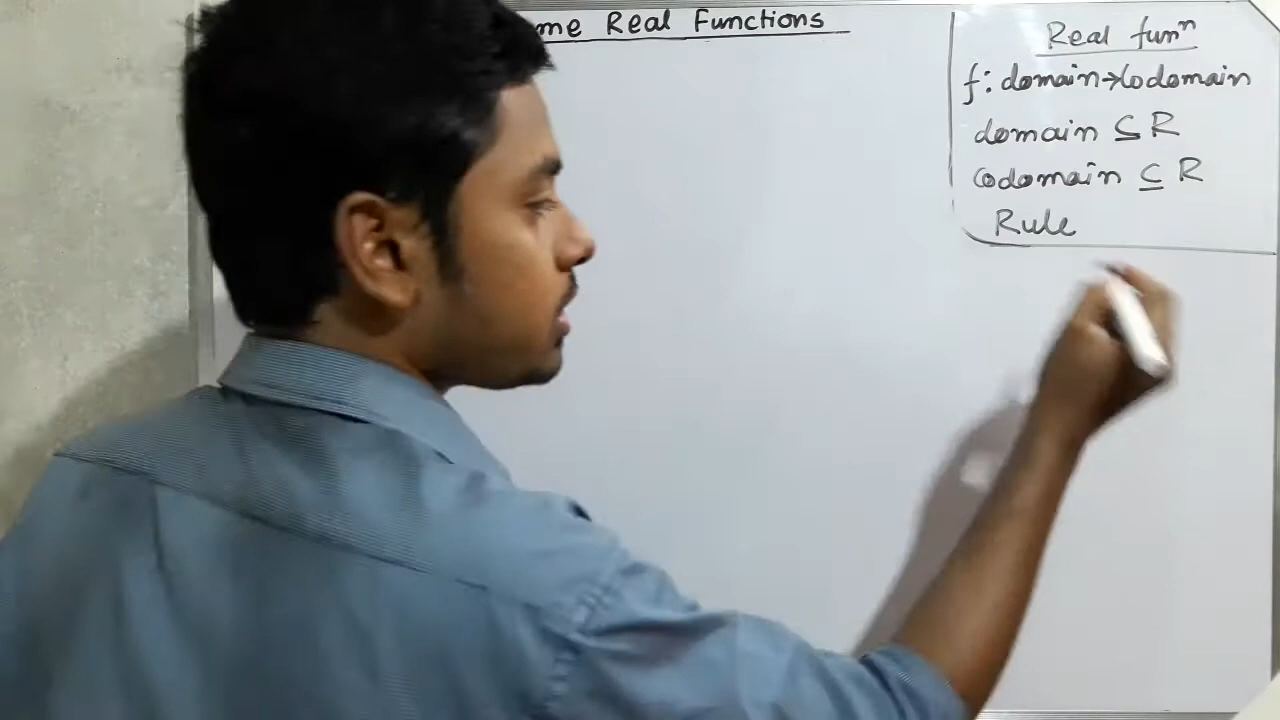 me Real Functions
Real funⁿ
f: domain→Codomain
domain ⊆ R
Codomain ⊆ R
Rule